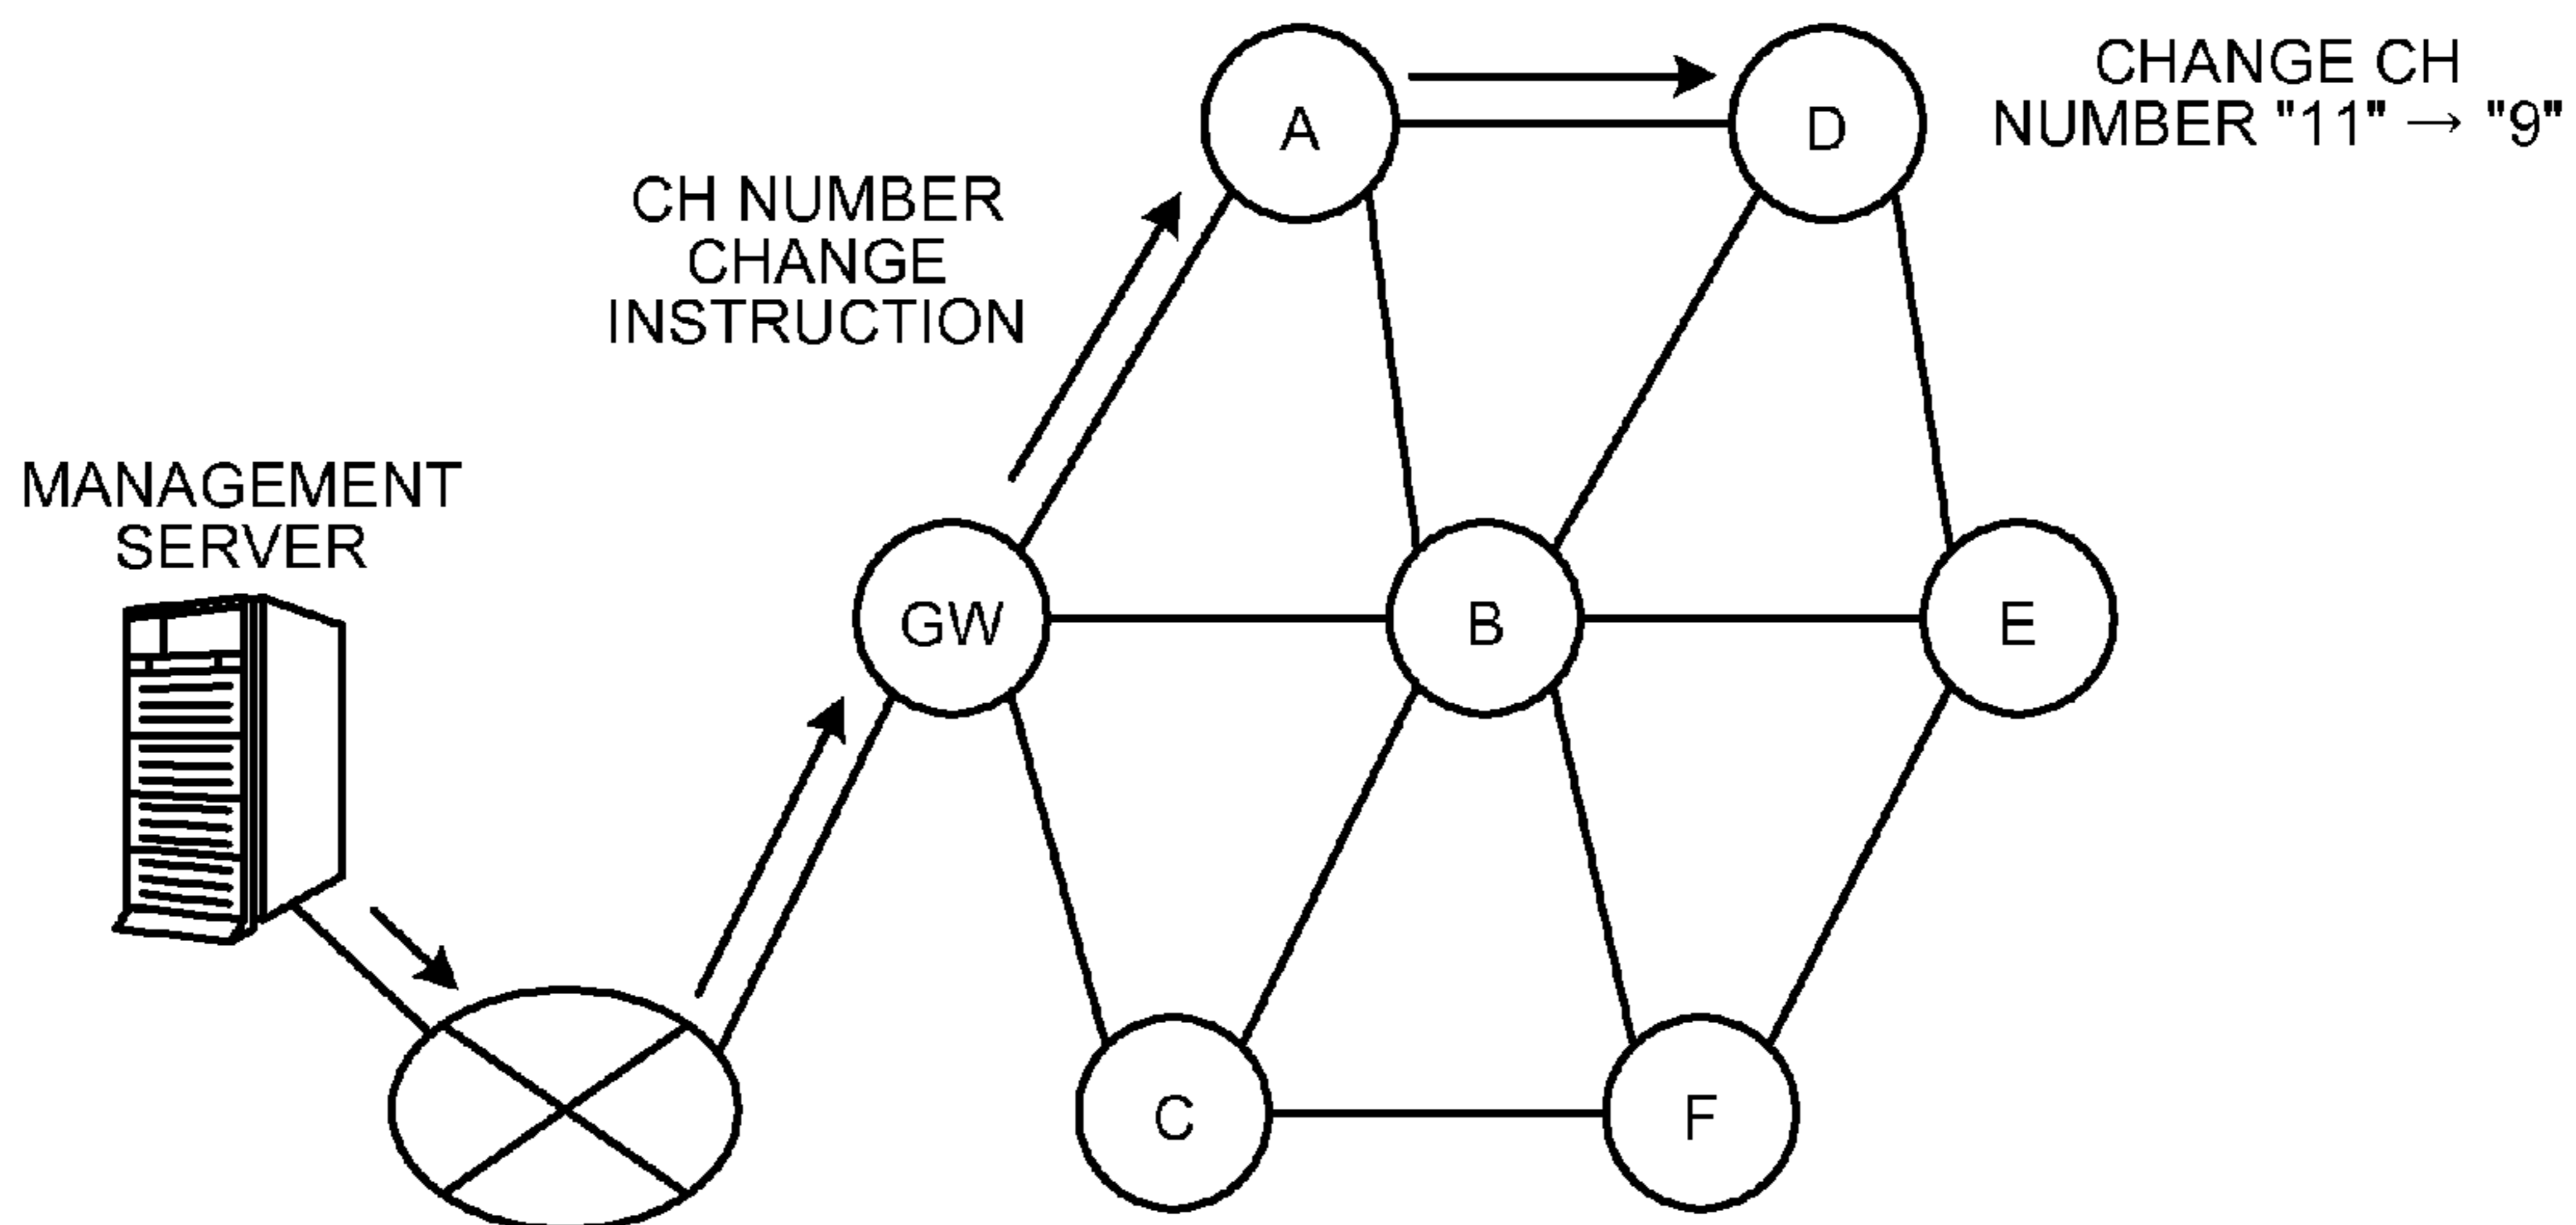 CHANGE CH
NUMBER "11" → "9"
A
D
CH NUMBER
CHANGE
INSTRUCTION
MANAGEMENT
SERVER
GW
B
E
C
F